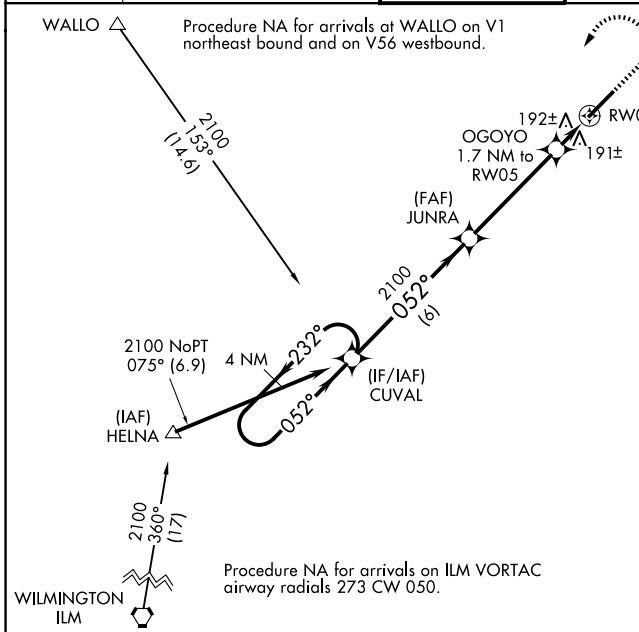 WALLO
Procedure NA for arrivals at WALLO on V1
northeast bound and on V56 westbound.
2100
153°
(14.6)
192±
RW0
OGOYO
1.7 NM to
RW05
191±
(FAF)
JUNRA
2100
052°
(6)
2100 NoPT
075° (6.9)
4 NM
232°
052°
(IF/IAF)
CUVAL
(IAF)
HELNA
2100
360°
(17)
Procedure NA for arrivals on ILM VORTAC
airway radials 273 CW 050.
WILMINGTON
ILM